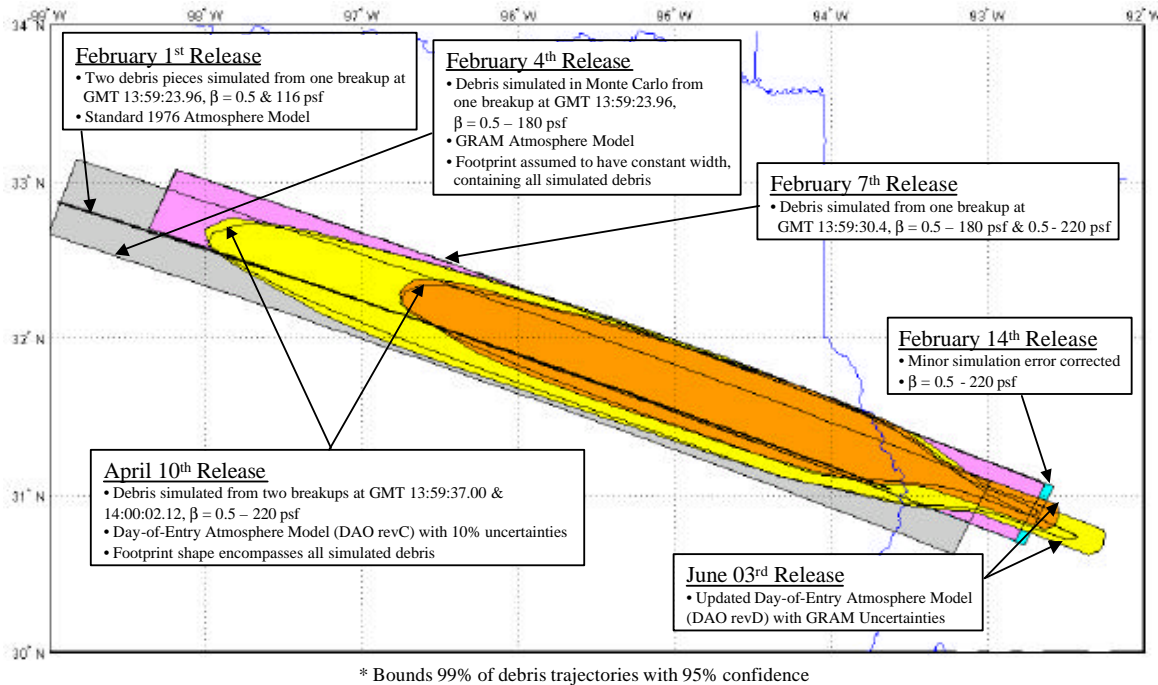 99° W 98° W 97° W 96° W 95° W 94° W 93° W 92° W
34° N
February 1st Release
• Two debris pieces simulated from one breakup at
GMT 13:59:23.96, β = 0.5 & 116 psf
• Standard 1976 Atmosphere Model
February 4th Release
• Debris simulated in Monte Carlo from
one breakup at GMT 13:59:23.96,
β = 0.5 – 180 psf
• GRAM Atmosphere Model
• Footprint assumed to have constant width,
containing all simulated debris
33° N
February 7th Release
• Debris simulated from one breakup at
GMT 13:59:30.4, β = 0.5 – 180 psf & 0.5 - 220 psf
32° N
February 14th Release
• Minor simulation error corrected
• β = 0.5 - 220 psf
31° N
April 10th Release
• Debris simulated from two breakups at GMT 13:59:37.00 &
14:00:02.12, β = 0.5 – 220 psf
• Day-of-Entry Atmosphere Model (DAO revC) with 10% uncertainties
• Footprint shape encompasses all simulated debris
June 03rd Release
• Updated Day-of-Entry Atmosphere Model
(DAO revD) with GRAM Uncertainties
30° N
* Bounds 99% of debris trajectories with 95% confidence